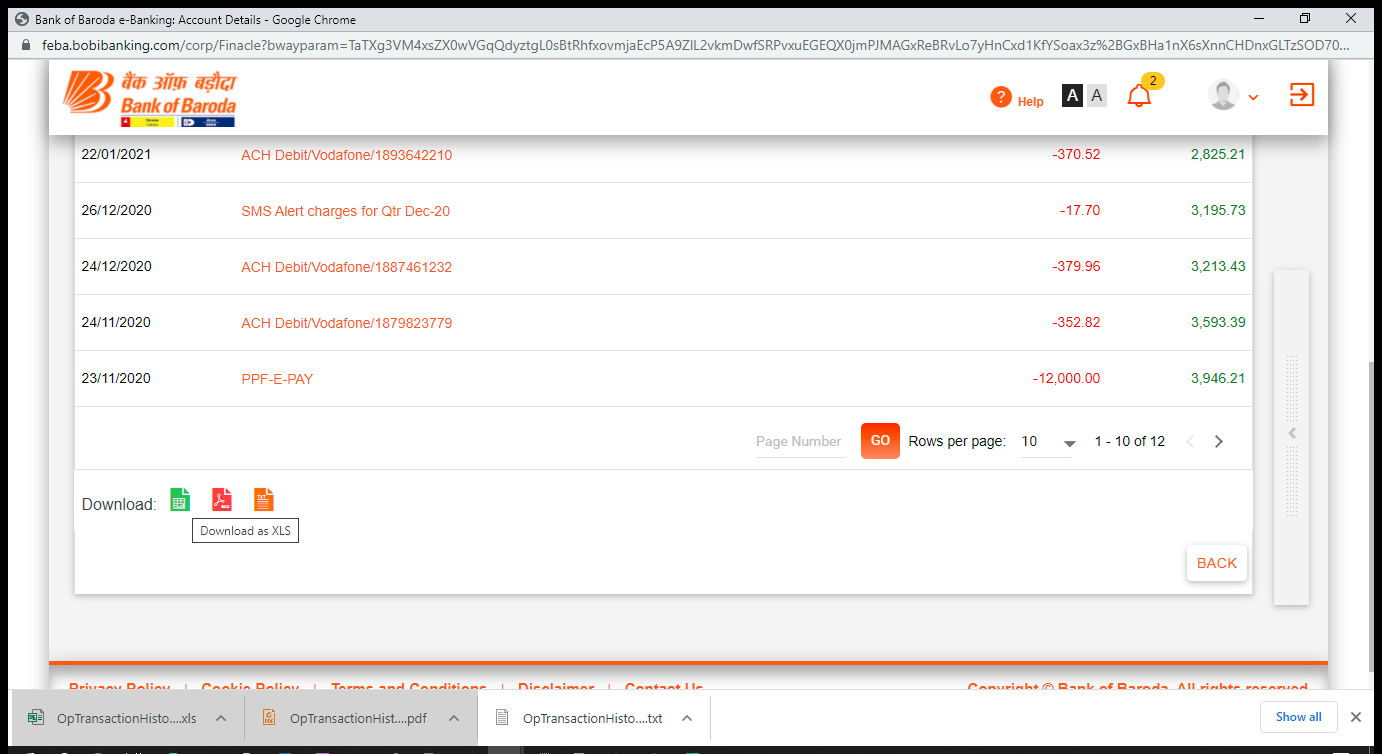 Bank of Baroda e-Banking: Account Details - Google Chrome
feba.bobibanking.com/corp/Finacle?bwayparam=TaTXg3VM4xsZX0wVGqQdyztgL0sBtRhfxovmjaEcP5A9ZIL2vkmDwfSRPvxuEGEQX0jmPJMAGxReBRvLo7yHnCxd1KfYSoax3z%2BGxBHa1nX6sXnnCHDnxGLTzSOD70...
बैंक ऑफ़ बड़ौदा
Bank of Baroda
? Help A A 2
22/01/2021 ACH Debit/Vodafone/1893642210 -370.52 2,825.21
26/12/2020 SMS Alert charges for Qtr Dec-20 -17.70 3,195.73
24/12/2020 ACH Debit/Vodafone/1887461232 -379.96 3,213.43
24/11/2020 ACH Debit/Vodafone/1879823779 -352.82 3,593.39
23/11/2020 PPF-E-PAY -12,000.00 3,946.21
Page Number GO Rows per page: 10 1 - 10 of 12
Download:
Download as XLS
BACK
Privacy Policy | Cookie Policy | Terms and Conditions | Disclaimer | Contact Us Copyright © Bank of Baroda. All rights reserved.
OpTransactionHisto....xls OpTransactionHist....pdf OpTransactionHisto....txt Show all